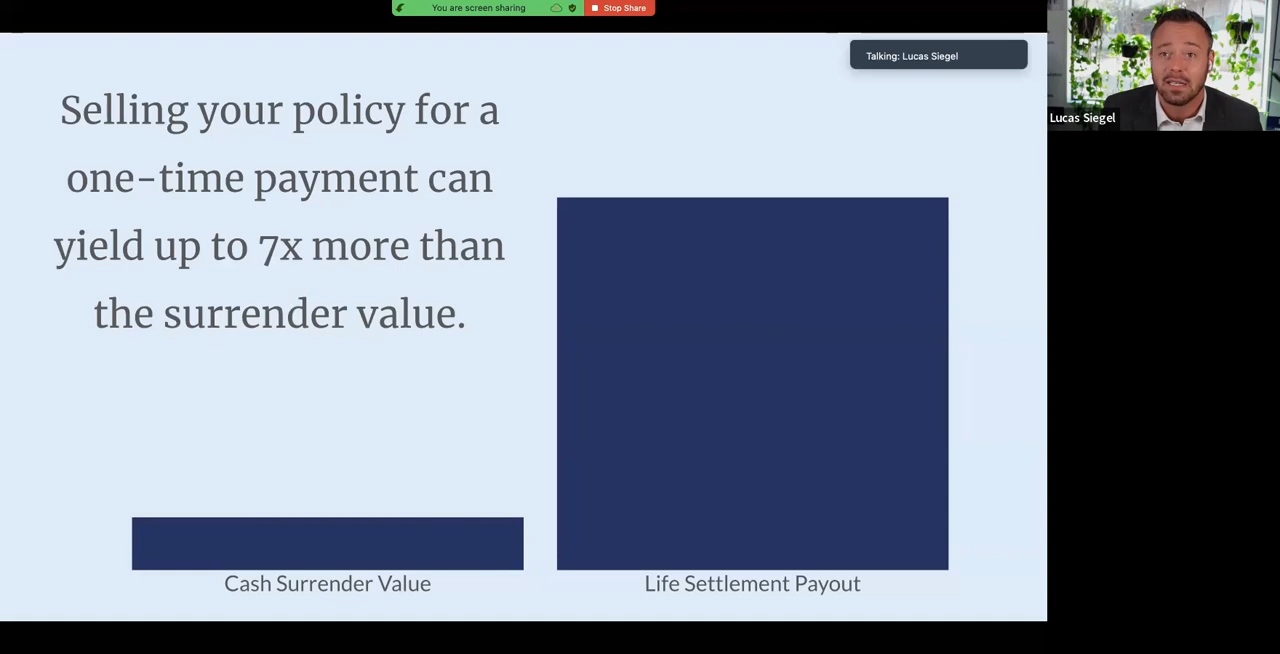 You are screen sharing
Stop Share
Talking: Lucas Siegel
Lucas Siegel
Selling your policy for a
one-time payment can
yield up to 7x more than
the surrender value.
Cash Surrender Value
Life Settlement Payout